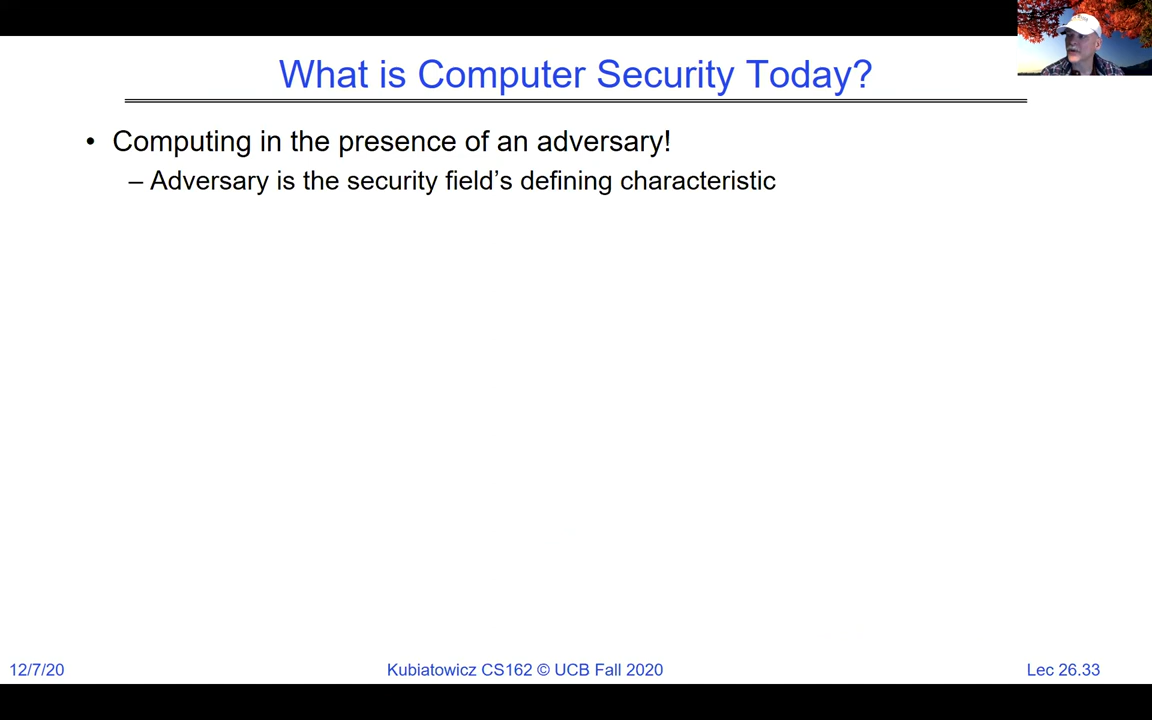 What is Computer Security Today?
• Computing in the presence of an adversary!
– Adversary is the security field's defining characteristic
12/7/20
Kubiatowicz CS162 © UCB Fall 2020
Lec 26.33